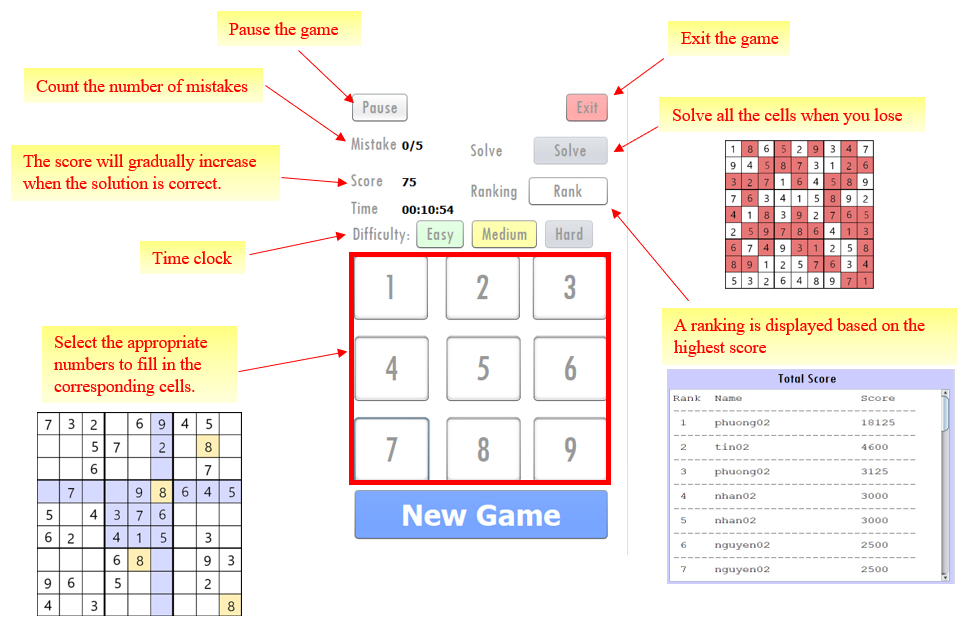 Pause the game
Exit the game
Count the number of mistakes
Solve all the cells when you lose
The score will gradually increase
when the solution is correct.
Time clock
Select the appropriate
numbers to fill in the
corresponding cells.
A ranking is displayed based on the
highest score
Pause
Exit
Mistake 0/5
Solve Solve
Score 75
Ranking Rank
Time 00:10:54
Difficulty: Easy Medium Hard
1 2 3
4 5 6
7 8 9
New Game
1 8 6 5 2 9 3 4 7
9 4 5 8 7 3 1 2 6
3 2 7 1 6 4 5 8 9
7 6 3 4 1 5 8 9 2
4 1 8 3 9 2 7 6 5
2 5 9 7 8 6 4 1 3
6 7 4 9 3 1 2 5 8
8 9 1 2 5 7 6 3 4
5 3 2 6 4 8 9 7 1
7 3 2 6 9 4 5
5 7 2 8
6 7
7 9 8 6 4 5
5 4 3 7 6
6 2 4 1 5 3
6 8 9 3
9 6 5 2
4 3 8
Total Score
Rank Name Score
1 phuong02 18125
2 tin02 4600
3 phuong02 3125
4 nhan02 3000
5 nhan02 3000
6 nguyen02 2500
7 nguyen02 2500